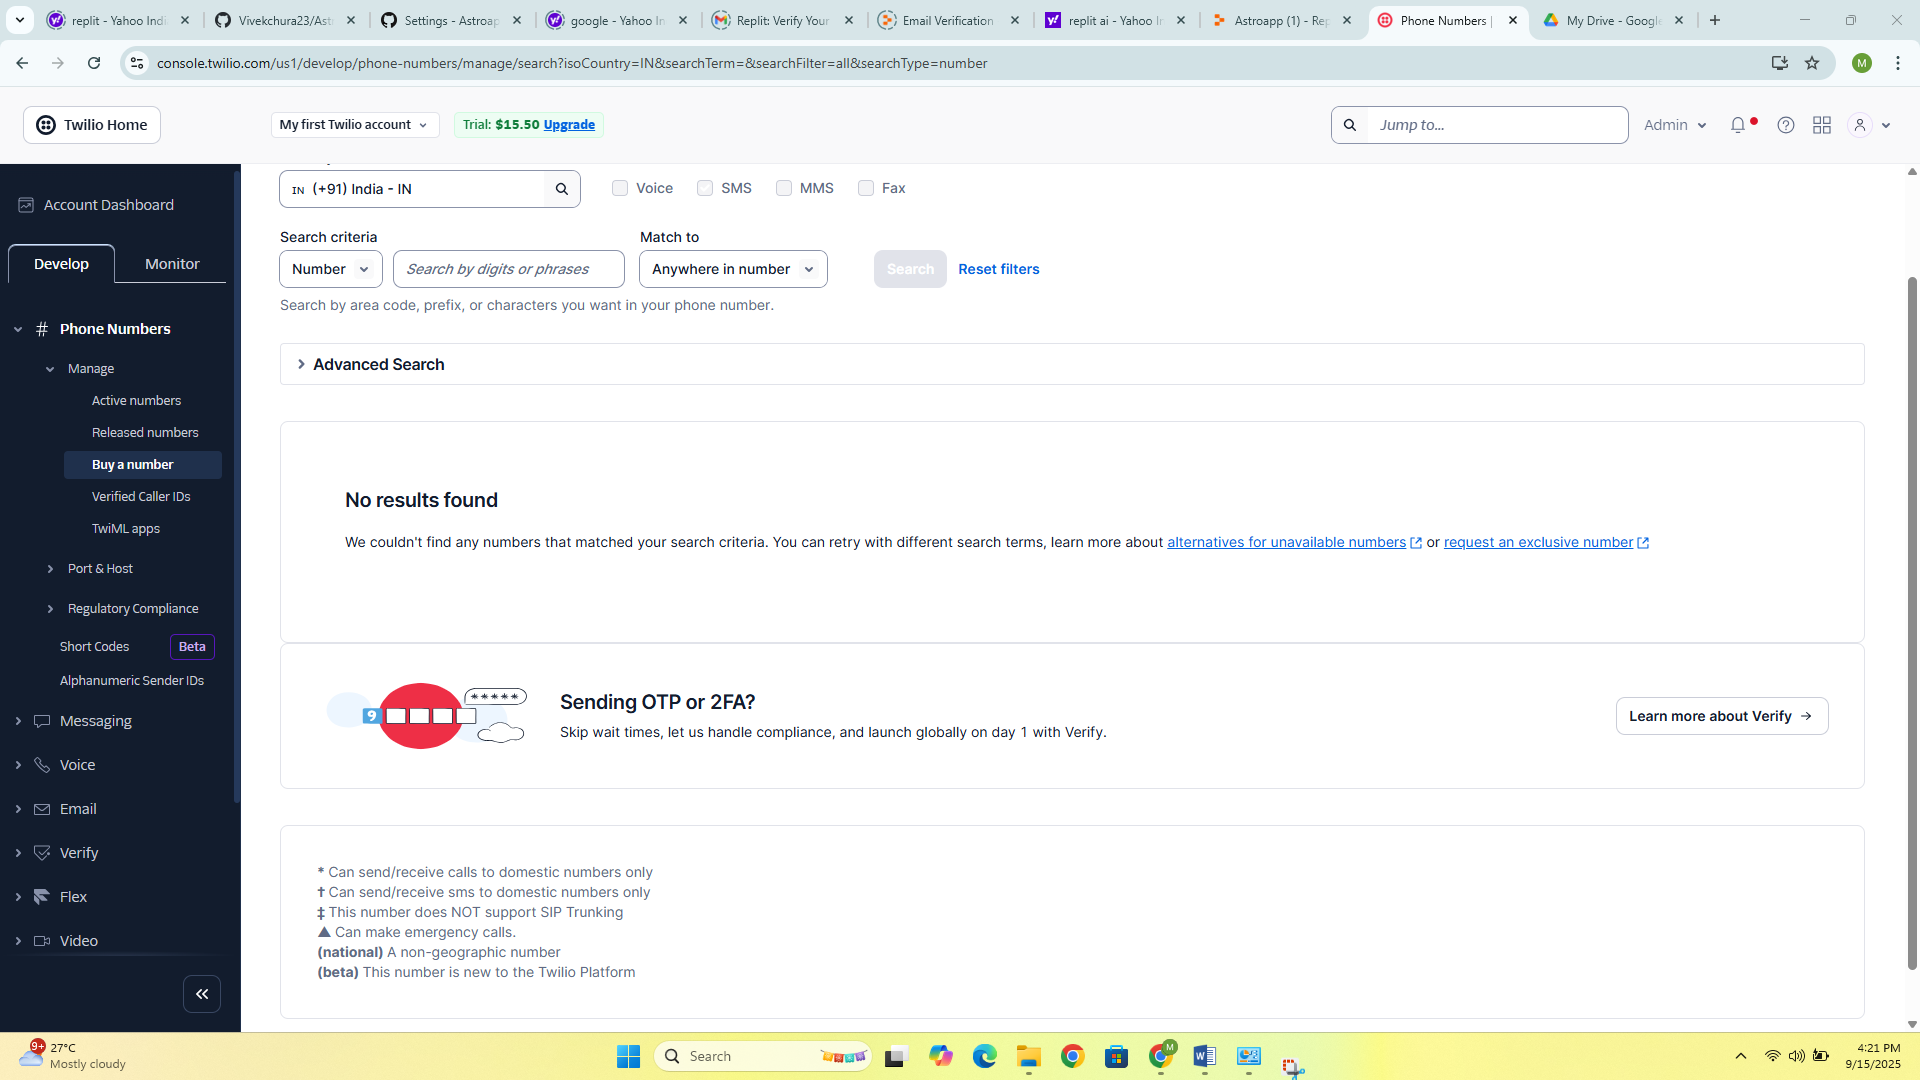 replit - Yahoo Indi
Vivekchura23/Ast
Settings - Astroap
google - Yahoo In
Replit: Verify Your
Email Verification
replit ai - Yahoo In
Astroapp (1) - Rep
Phone Numbers |
My Drive - Google
console.twilio.com/us1/develop/phone-numbers/manage/search?isoCountry=IN&searchTerm=&searchFilter=all&searchType=number
M
Twilio Home
My first Twilio account
Trial: $15.50 Upgrade
Jump to...
Admin
Account Dashboard
Develop
Monitor
# Phone Numbers
Manage
Active numbers
Released numbers
Buy a number
Verified Caller IDs
TwiML apps
Port & Host
Regulatory Compliance
Short Codes Beta
Alphanumeric Sender IDs
Messaging
Voice
Email
Verify
Flex
Video
IN (+91) India - IN
Voice
SMS
MMS
Fax
Search criteria
Match to
Number
Search by digits or phrases
Anywhere in number
Search
Reset filters
Search by area code, prefix, or characters you want in your phone number.
Advanced Search
No results found
We couldn't find any numbers that matched your search criteria. You can retry with different search terms, learn more about alternatives for unavailable numbers or request an exclusive number
*****
9
Sending OTP or 2FA?
Skip wait times, let us handle compliance, and launch globally on day 1 with Verify.
Learn more about Verify →
* Can send/receive calls to domestic numbers only
† Can send/receive sms to domestic numbers only
‡ This number does NOT support SIP Trunking
▲ Can make emergency calls.
(national) A non-geographic number
(beta) This number is new to the Twilio Platform
9+
27°C
Mostly cloudy
Search
M
4:21 PM
9/15/2025